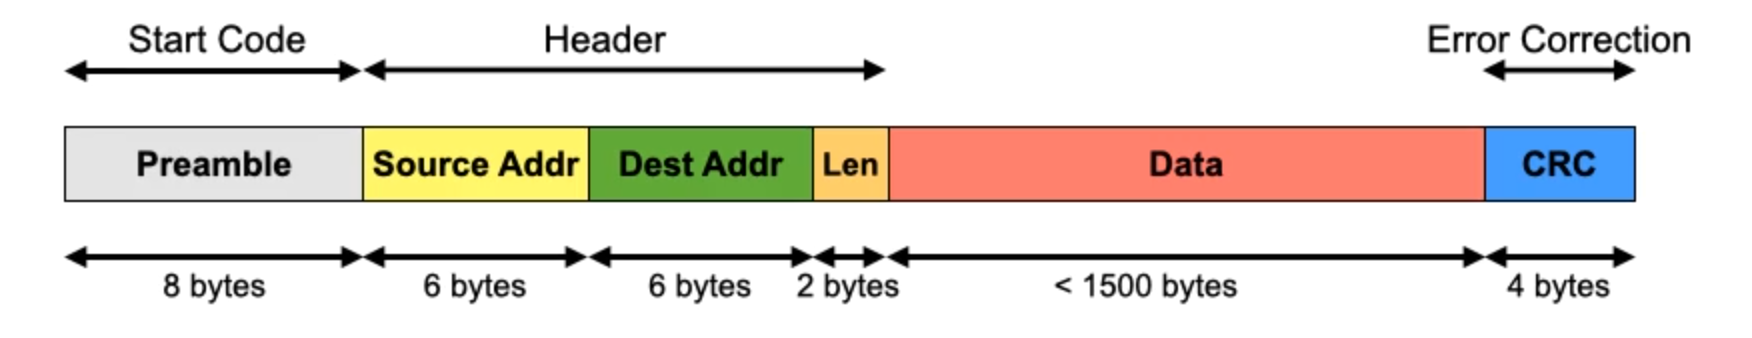 Start Code Header Error Correction
Preamble Source Addr Dest Addr Len Data CRC
8 bytes 6 bytes 6 bytes 2 bytes < 1500 bytes 4 bytes